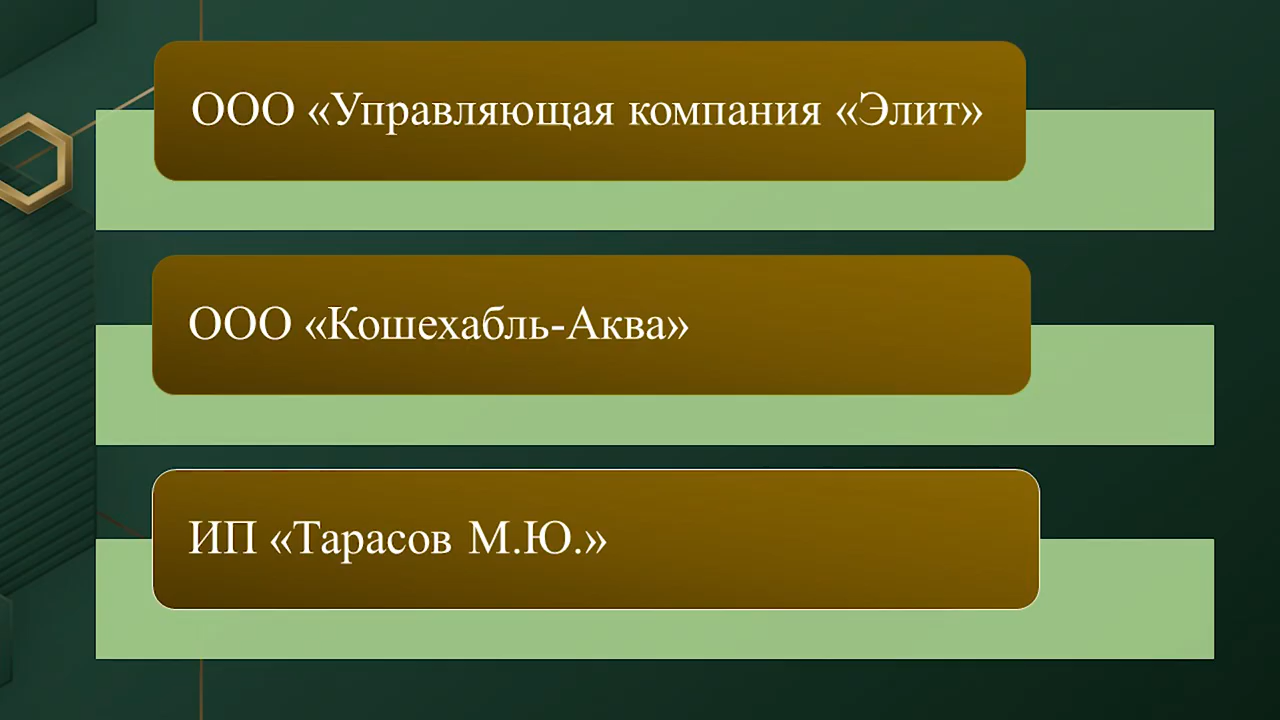 ООО «Управляющая компания «Элит»
ООО «Кошехабль-Аква»
ИП «Тарасов М.Ю.»